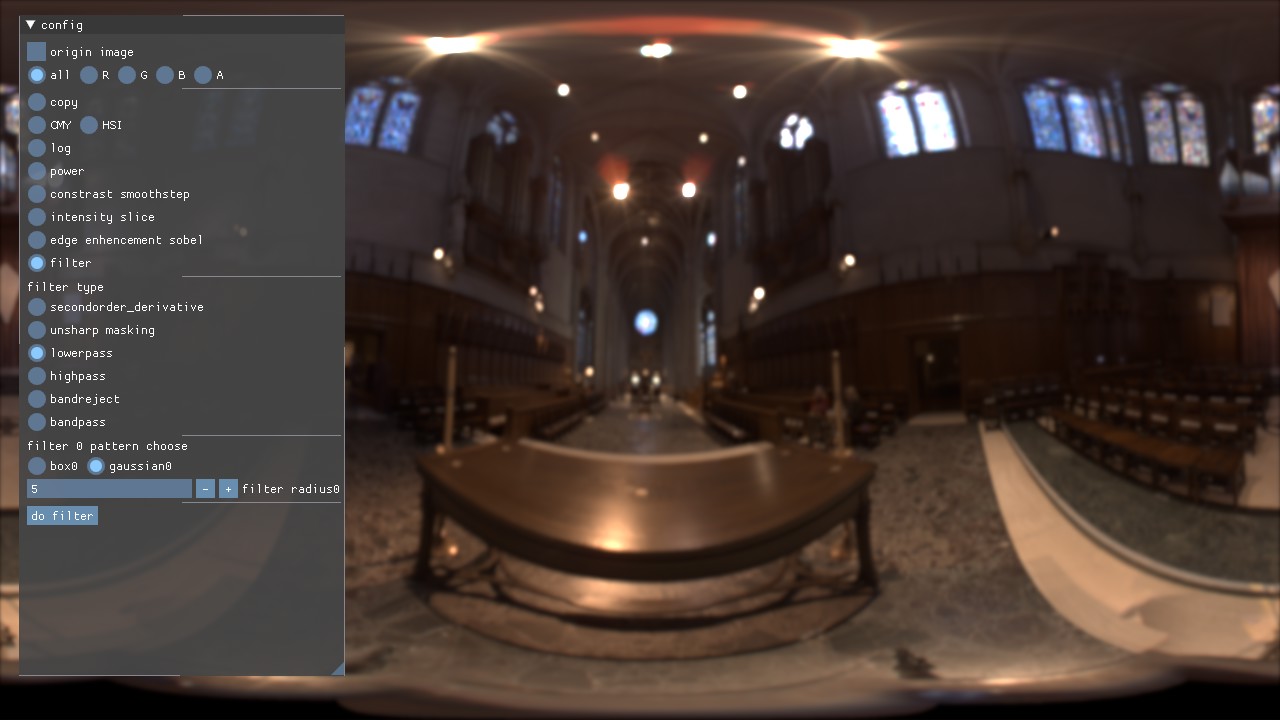 config
origin image
all R G B A
copy
CMY HSI
log
power
constrast smoothstep
intensity slice
edge enhencement sobel
filter
filter type
secondorder_derivative
unsharp masking
lowerpass
highpass
bandreject
bandpass
filter 0 pattern choose
box0 gaussian0
5 - + filter radius0
do filter